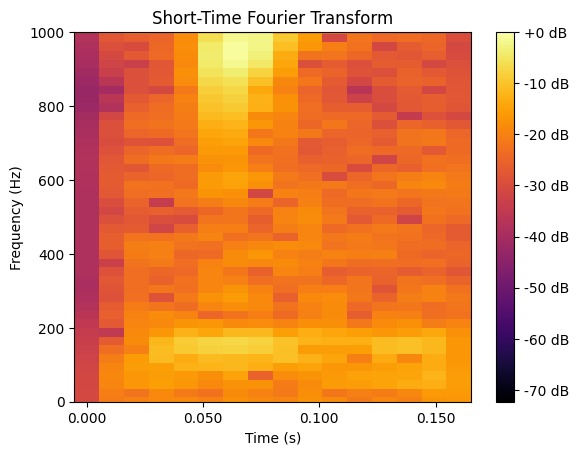 Short-Time Fourier Transform
1000
800
600
400
200
0
Frequency (Hz)
0.000
0.050
0.100
0.150
Time (s)
+0 dB
-10 dB
-20 dB
-30 dB
-40 dB
-50 dB
-60 dB
-70 dB